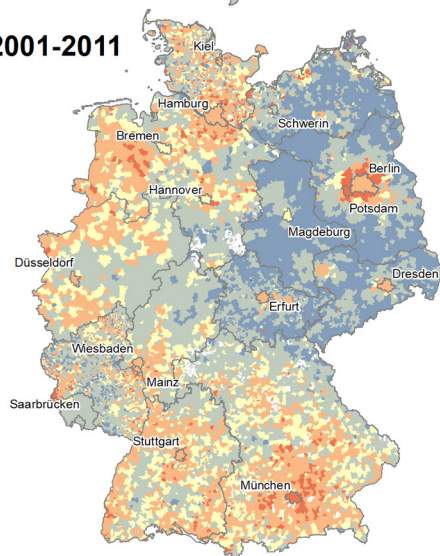 2001-2011
Kiel
Hamburg
Schwerin
Bremen
Berlin
Hannover
Potsdam
Magdeburg
Düsseldorf
Dresden
Erfurt
Wiesbaden
Mainz
Saarbrücken
Stuttgart
München